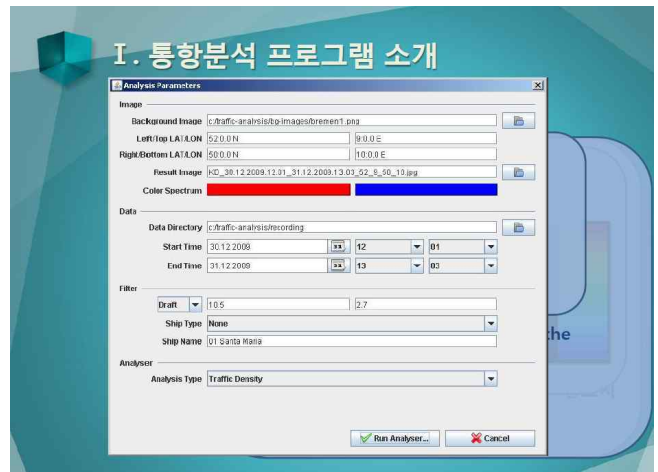 Ⅰ. 통항분석 프로그램 소개
Analysis Parameters
Image
Background Image c:/traffic-analysis/bg-images/bremen1.png
Left/Top LAT/LON 52:0.0 N 9:0.0 E
Right/Bottom LAT/LON 50:0.0 N 10:0.0 E
Result Image KD_30.12.2009.12.01_31.12.2009.13.03_52_9_50_10.jpg
Color Spectrum
Data
Data Directory c:/traffic-analysis/recording
Start Time 30.12.2009 12 01
End Time 31.12.2009 13 03
Filter
Draft 10.5 2.7
Ship Type None
Ship Name 01 Santa Maria
the
Analyser
Analysis Type Traffic Density
Run Analyser... Cancel